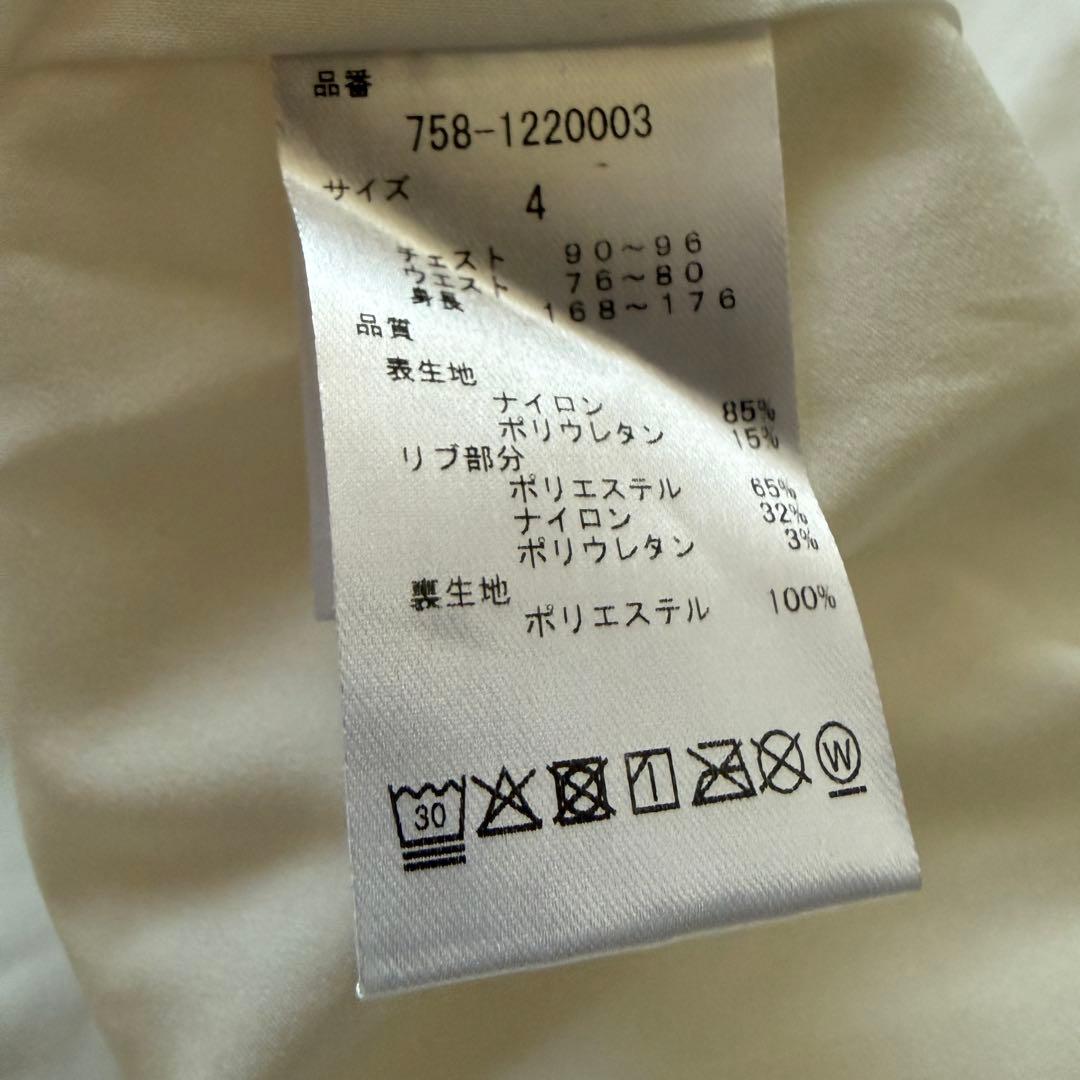 品番
758-1220003
サイズ 4
チェスト 90~96
ウエスト 76~80
身長 168~176
品質
表生地
ナイロン 85%
ポリウレタン 15%
リブ部分
ポリエステル 65%
ナイロン 32%
ポリウレタン 3%
裏生地
ポリエステル 100%
30 W